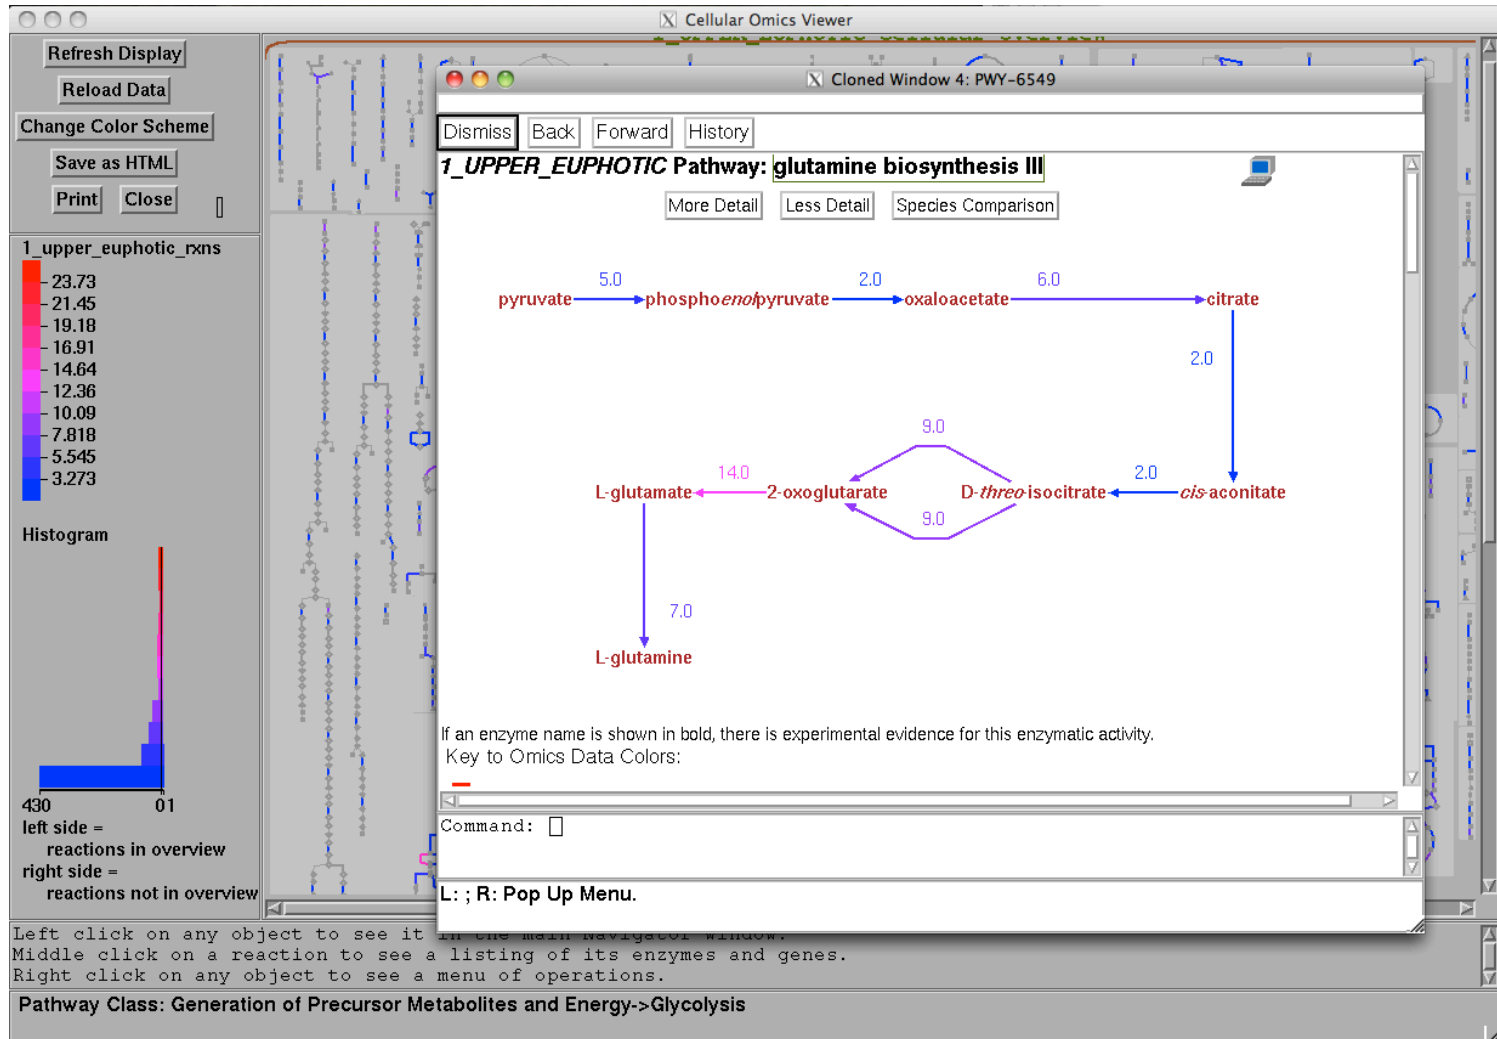 Cellular Omics Viewer
Refresh Display
Reload Data
Change Color Scheme
Save as HTML
Print Close
1_upper_euphotic_rxns
23.73
21.45
19.18
16.91
14.64
12.36
10.09
7.818
5.545
3.273
Histogram
430 01
left side =
reactions in overview
right side =
reactions not in overview
1_UPPER_EUPHOTIC Cellular Overview
Cloned Window 4: PWY-6549
Dismiss Back Forward History
1_UPPER_EUPHOTIC Pathway: glutamine biosynthesis III
More Detail Less Detail Species Comparison
5.0 2.0 6.0
pyruvate phosphoenolpyruvate oxaloacetate citrate
2.0
9.0
14.0 2.0
L-glutamate 2-oxoglutarate D-threo-isocitrate cis-aconitate
9.0
7.0
L-glutamine
If an enzyme name is shown in bold, there is experimental evidence for this enzymatic activity.
Key to Omics Data Colors:
Command:
L: ; R: Pop Up Menu.
Left click on any object to see it in the main Navigator window.
Middle click on a reaction to see a listing of its enzymes and genes.
Right click on any object to see a menu of operations.
Pathway Class: Generation of Precursor Metabolites and Energy->Glycolysis